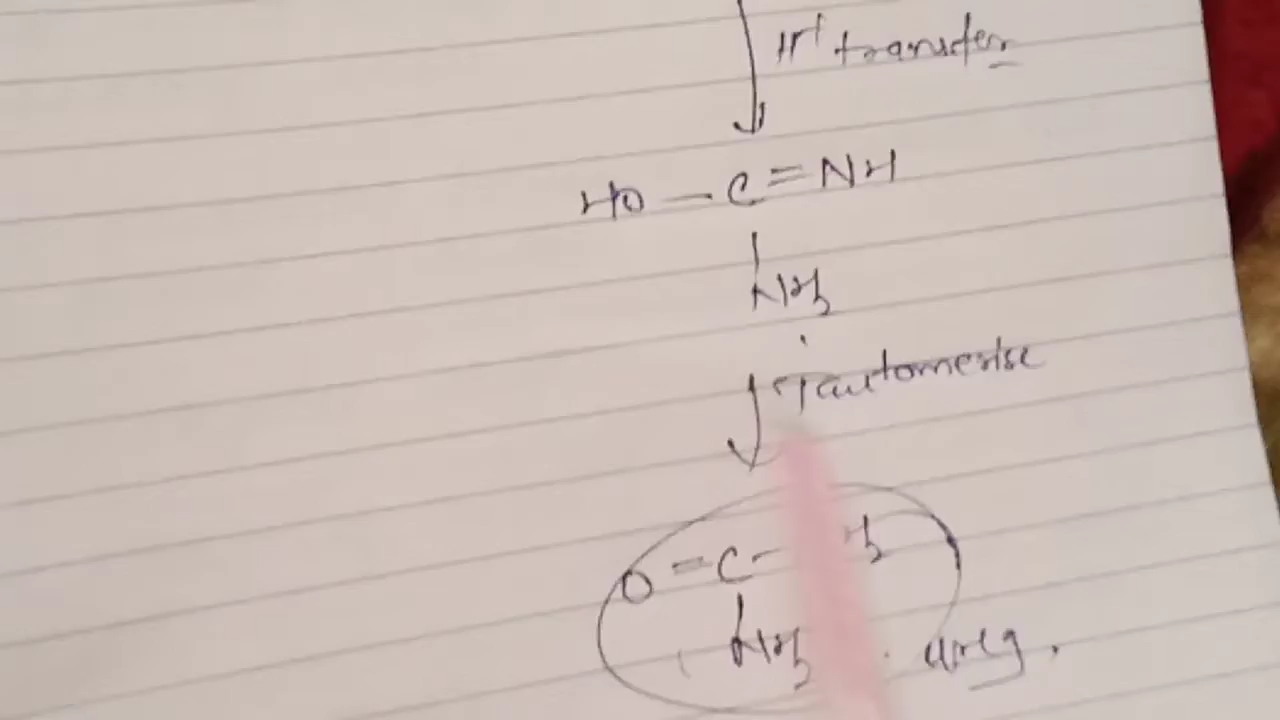 H⁺ transfer
HO — C = NH
NH₂
tautomerise
O = C —
NH₂
urea.